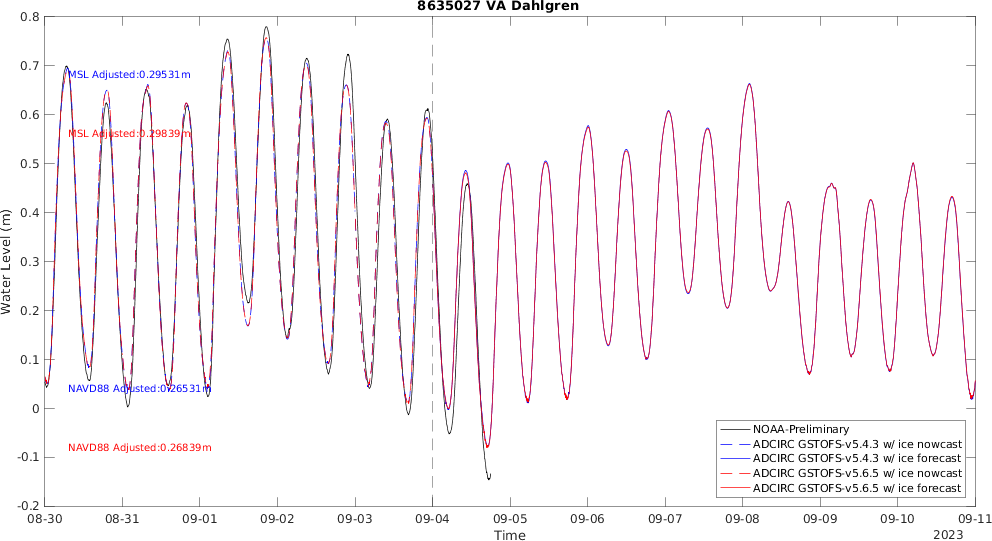 8635027 VA Dahlgren
0.8
0.7
0.6
0.5
0.4
0.3
0.2
0.1
0
-0.1
-0.2
Water Level (m)
MSL Adjusted:0.29531m
MSL Adjusted:0.29839m
NAVD88 Adjusted:0.26531m
NAVD88 Adjusted:0.26839m
NOAA-Preliminary
ADCIRC GSTOFS-v5.4.3 w/ ice nowcast
ADCIRC GSTOFS-v5.4.3 w/ ice forecast
ADCIRC GSTOFS-v5.6.5 w/ ice nowcast
ADCIRC GSTOFS-v5.6.5 w/ ice forecast
08-30 08-31 09-01 09-02 09-03 09-04 09-05 09-06 09-07 09-08 09-09 09-10 09-11
Time
2023